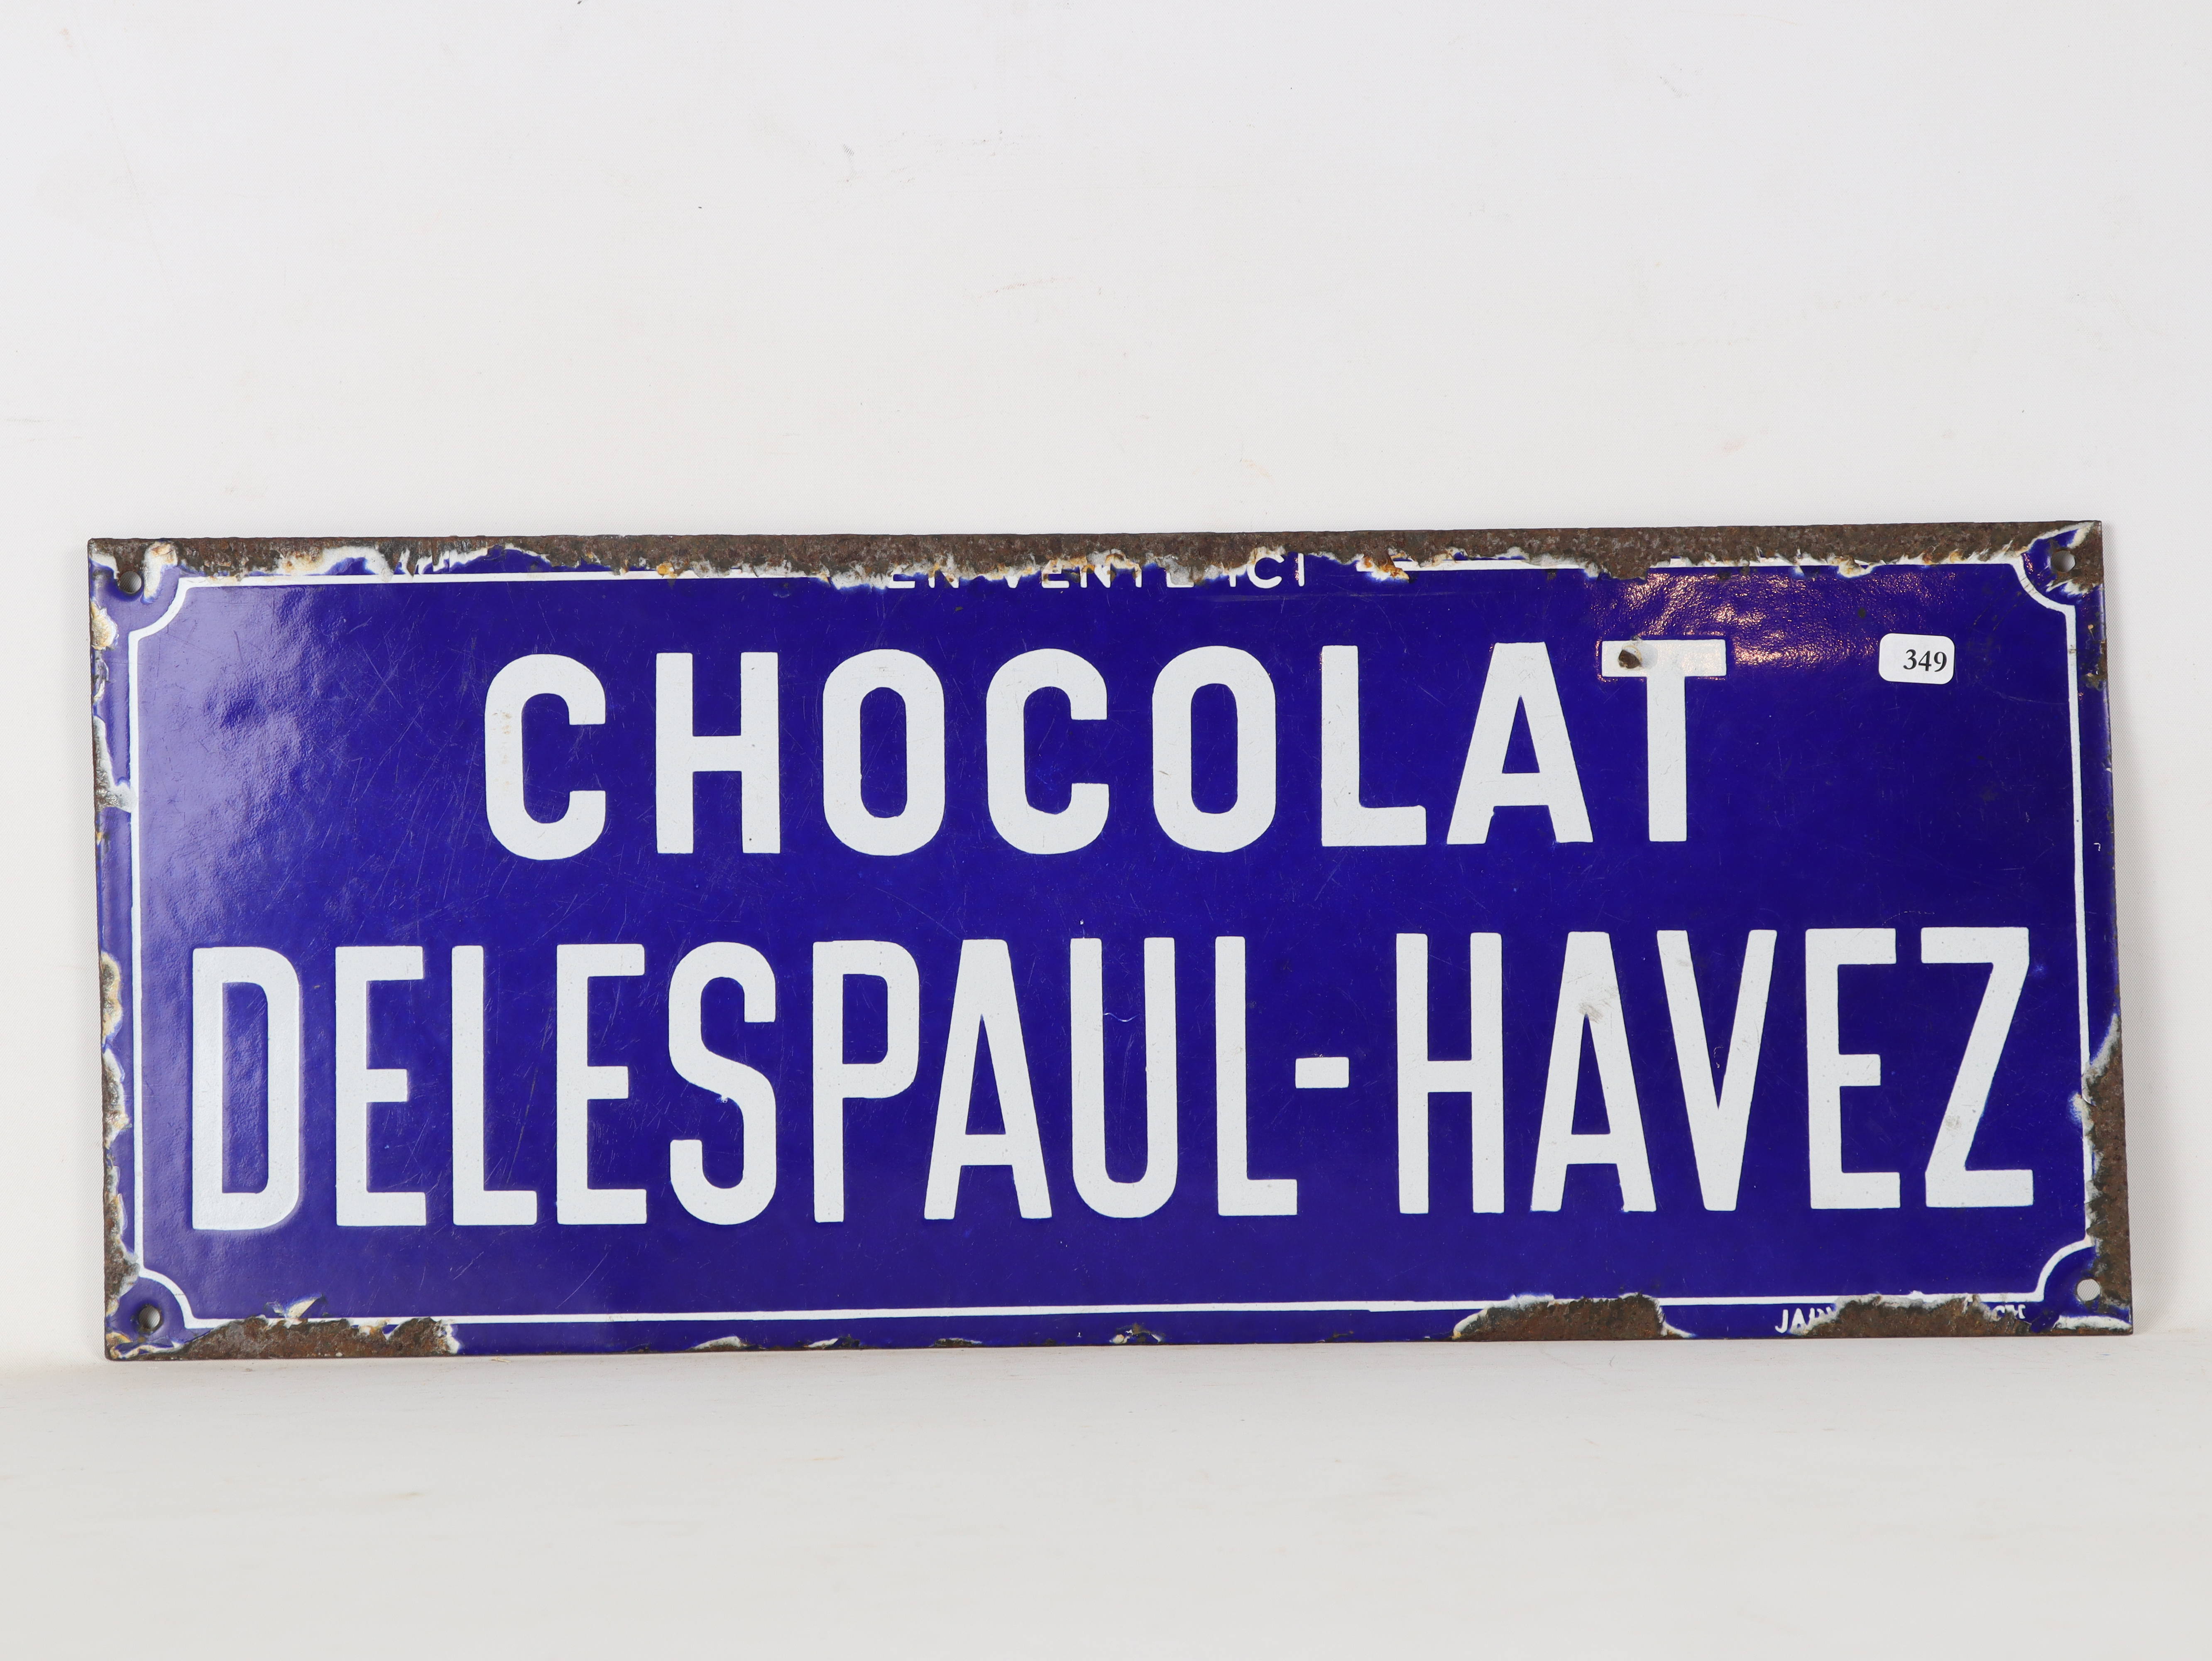 EN VENTE ICI
CHOCOLAT
349
DELESPAUL-HAVEZ